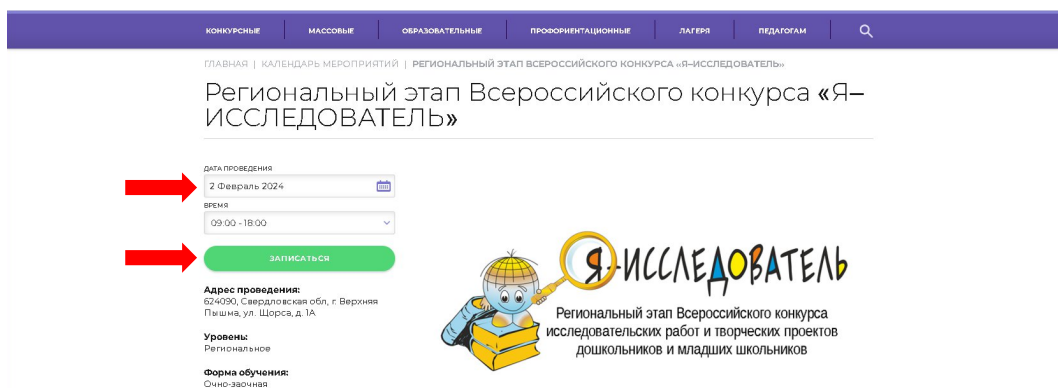 КОНКУРСНЫЕ МАССОВЫЕ ОБРАЗОВАТЕЛЬНЫЕ ПРОФОРИЕНТАЦИОННЫЕ ЛАГЕРЯ ПЕДАГОГАМ
ГЛАВНАЯ | КАЛЕНДАРЬ МЕРОПРИЯТИЙ | РЕГИОНАЛЬНЫЙ ЭТАП ВСЕРОССИЙСКОГО КОНКУРСА «Я–ИССЛЕДОВАТЕЛЬ»
Региональный этап Всероссийского конкурса «Я–
ИССЛЕДОВАТЕЛЬ»
ДАТА ПРОВЕДЕНИЯ
2 Февраль 2024
ВРЕМЯ
09:00 - 18:00
ЗАПИСАТЬСЯ
Адрес проведения:
624090, Свердловская обл, г. Верхняя
Пышма, ул. Щорса, д. 1А
Уровень:
Региональное
Форма обучения:
Очно-заочная
Я-ИССЛЕДОВАТЕЛЬ
Региональный этап Всероссийского конкурса
исследовательских работ и творческих проектов
дошкольников и младших школьников